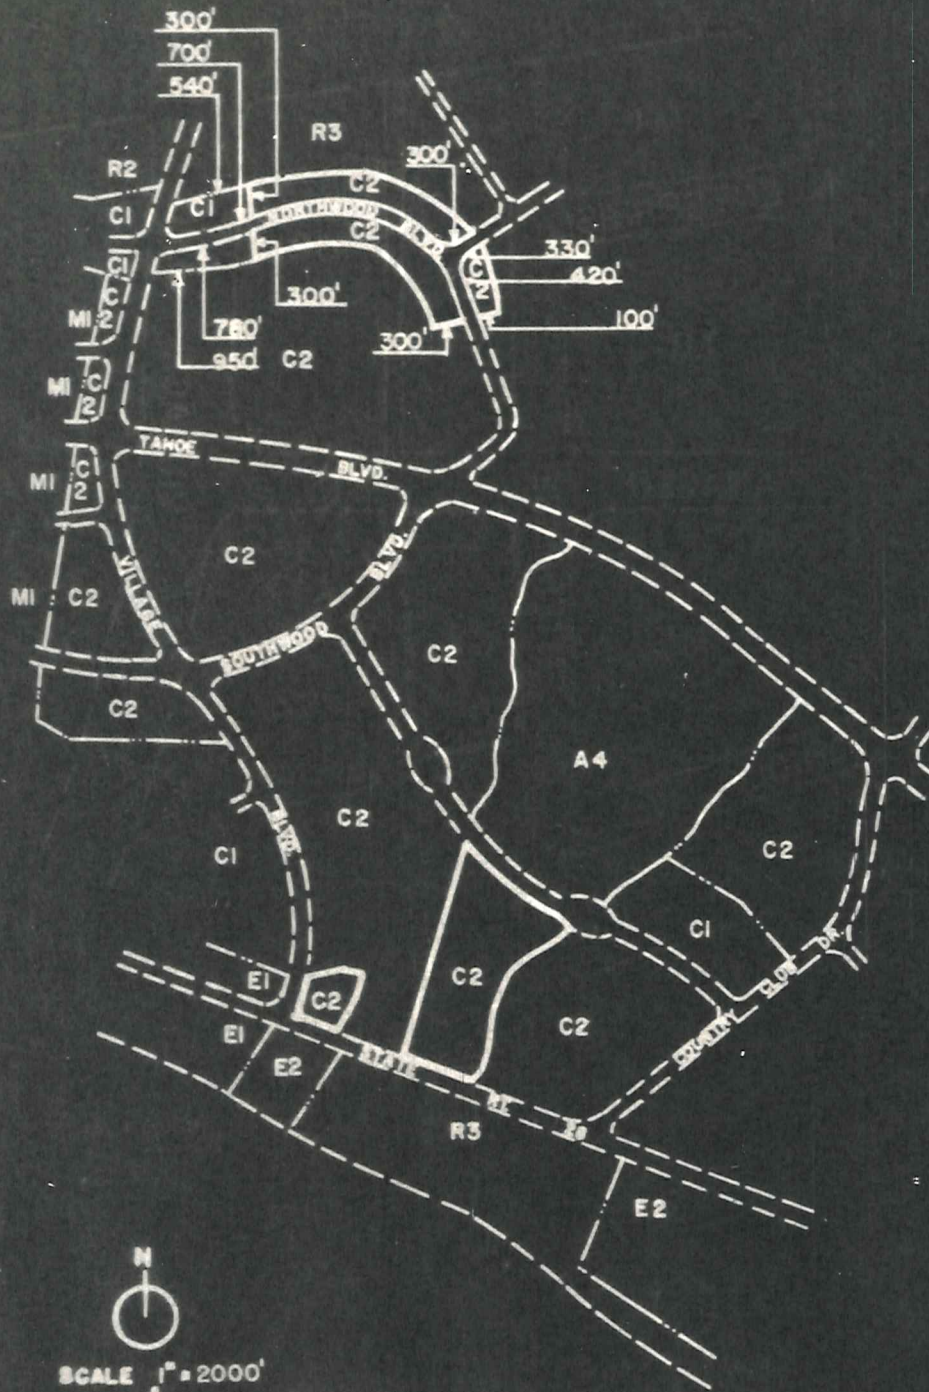 300'
700'
540'
R3
300'
R2
C2
C1
C1
NORTHWOOD
BLVD.
C2
330'
C1
C
2
420'
C
2
300'
780'
100'
M1
300'
950'
C2
M1
C
2
TAHOE
BLVD.
M1
C
2
C2
BLVD.
M1
C2
VILLAGE
SOUTHWOOD
C2
C2
A4
C2
BLVD.
C1
C2
C1
CLUB DR.
E1
C2
C2
C2
E1
COUNTRY
E2
STATE
RT
28
R3
E2
N
SCALE 1" = 2000'